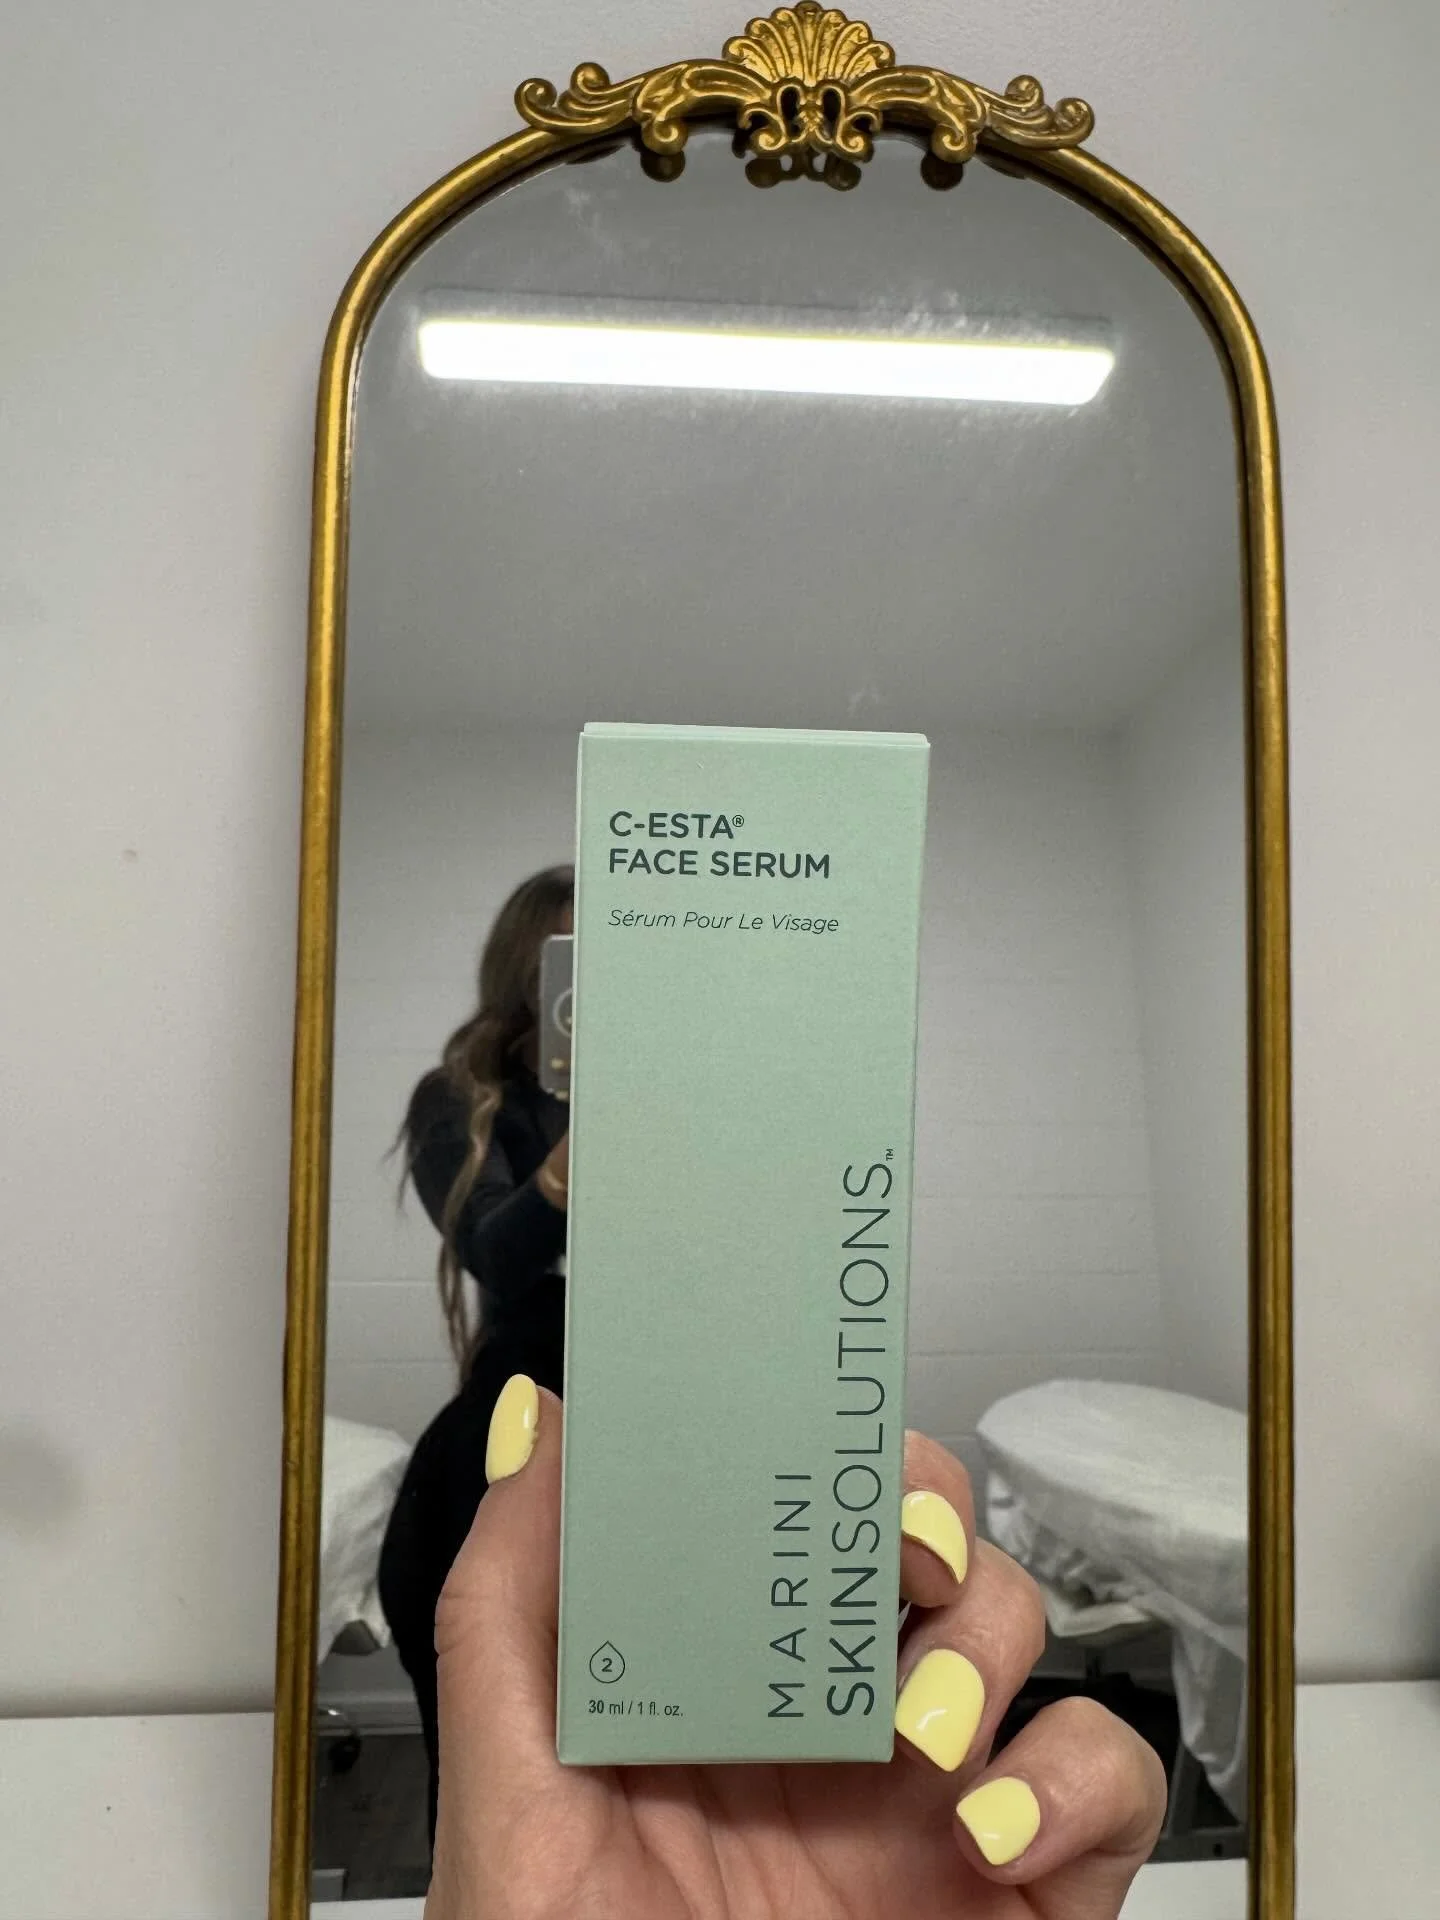 C-ESTA®
FACE SERUM
Sérum Pour Le Visage
MARINI
SKINSOLUTIONS™
2
30 ml / 1 fl. oz.